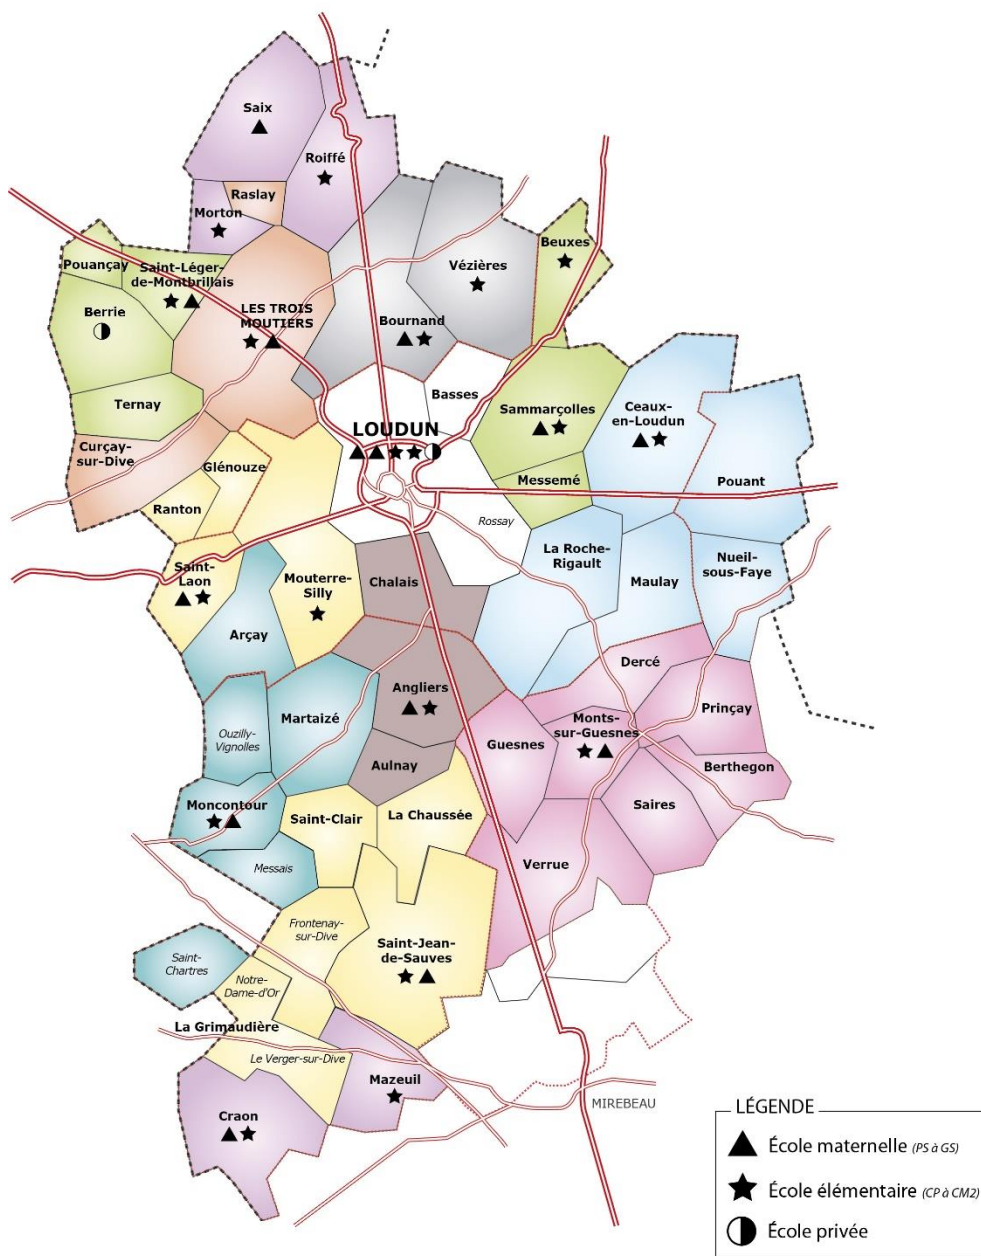 Saix
Roiffé
Raslay
Morton
Pouançay
Saint-Léger-
de-Montbrillais
Berrie
LES TROIS
MOUTIERS
Vézières
Beuxes
Bournand
Ternay
Basses
Curçay-
sur-Dive
Glénouze
LOUDUN
Sammarçolles
Ceaux-
en-Loudun
Messemé
Pouant
Ranton
Rossay
Saint-
Laon
Mouterre-
Silly
Chalais
La Roche-
Rigault
Maulay
Nueil-
sous-Faye
Arçay
Dercé
Angliers
Martaizé
Ouzilly-
Vignolles
Prinçay
Monts-
sur-Guesnes
Guesnes
Aulnay
Berthegon
Moncontour
Saint-Clair
La Chaussée
Saires
Messais
Verrue
Frontenay-
sur-Dive
Saint-Jean-
de-Sauves
Saint-
Chartres
Notre-
Dame-d'Or
La Grimaudière
Le Verger-sur-Dive
Mazeuil
Craon
MIREBEAU
LÉGENDE
École maternelle (PS à GS)
École élémentaire (CP à CM2)
École privée